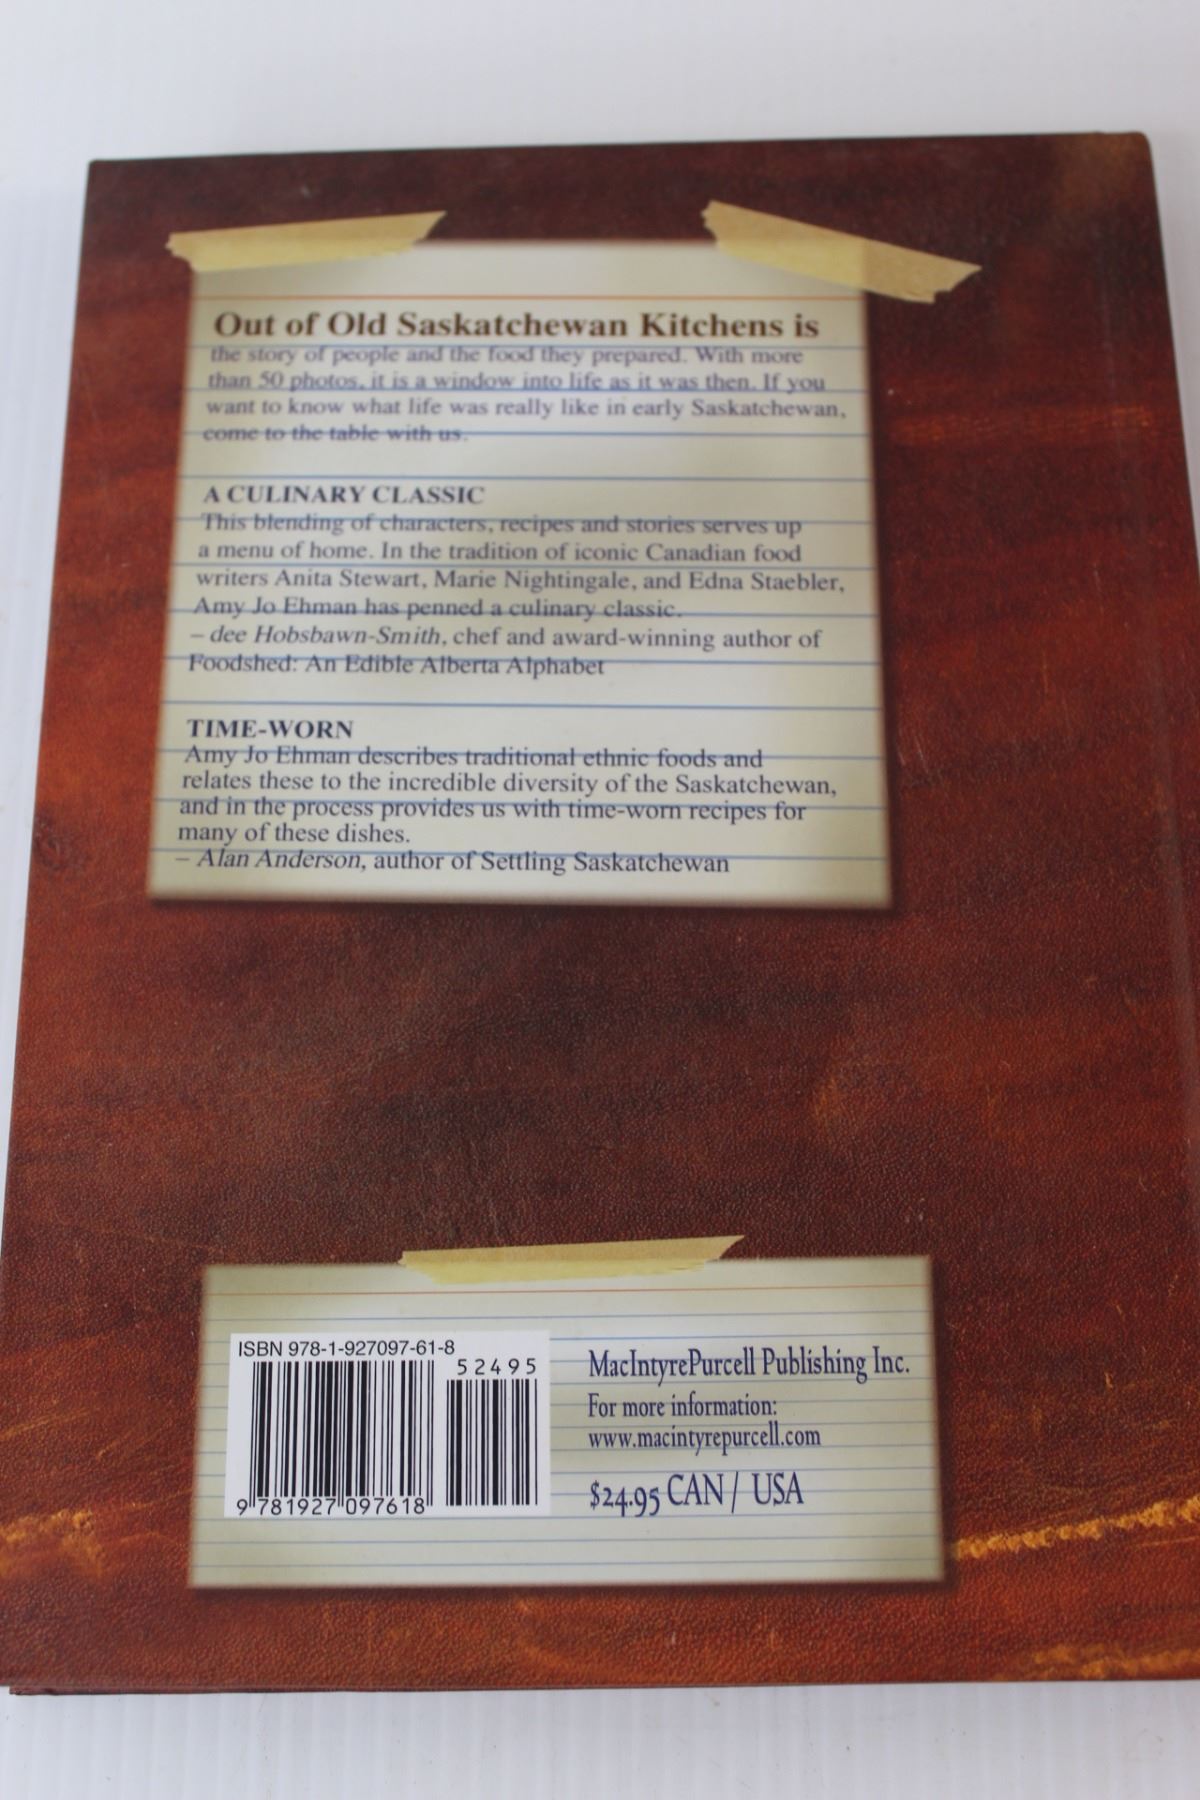 Out of Old Saskatchewan Kitchens is
the story of people and the food they prepared. With more
than 50 photos, it is a window into life as it was then. If you
want to know what life was really like in early Saskatchewan,
come to the table with us.
A CULINARY CLASSIC
This blending of characters, recipes and stories serves up
a menu of home. In the tradition of iconic Canadian food
writers Anita Stewart, Marie Nightingale, and Edna Staebler,
Amy Jo Ehman has penned a culinary classic.
– dee Hobsbawn-Smith, chef and award-winning author of
Foodshed: An Edible Alberta Alphabet
TIME-WORN
Amy Jo Ehman describes traditional ethnic foods and
relates these to the incredible diversity of the Saskatchewan,
and in the process provides us with time-worn recipes for
many of these dishes.
– Alan Anderson, author of Settling Saskatchewan
ISBN 978-1-927097-61-8
52495
9 781927 097618
MacIntyrePurcell Publishing Inc.
For more information:
www.macintyrepurcell.com
$24.95 CAN / USA